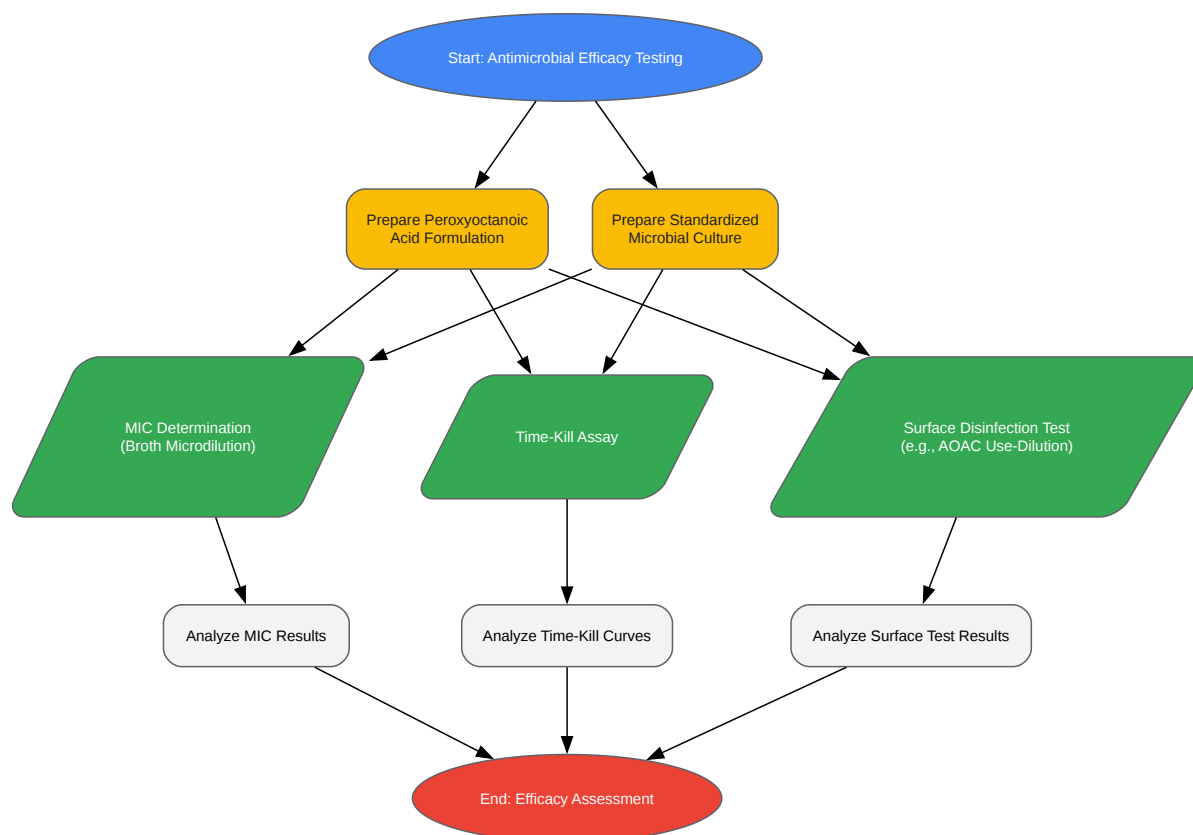 Start: Antimicrobial Efficacy Testing
Prepare Peroxyoctanoic
Acid Formulation
Prepare Standardized
Microbial Culture
MIC Determination
(Broth Microdilution)
Time-Kill Assay
Surface Disinfection Test
(e.g., AOAC Use-Dilution)
Analyze MIC Results
Analyze Time-Kill Curves
Analyze Surface Test Results
End: Efficacy Assessment